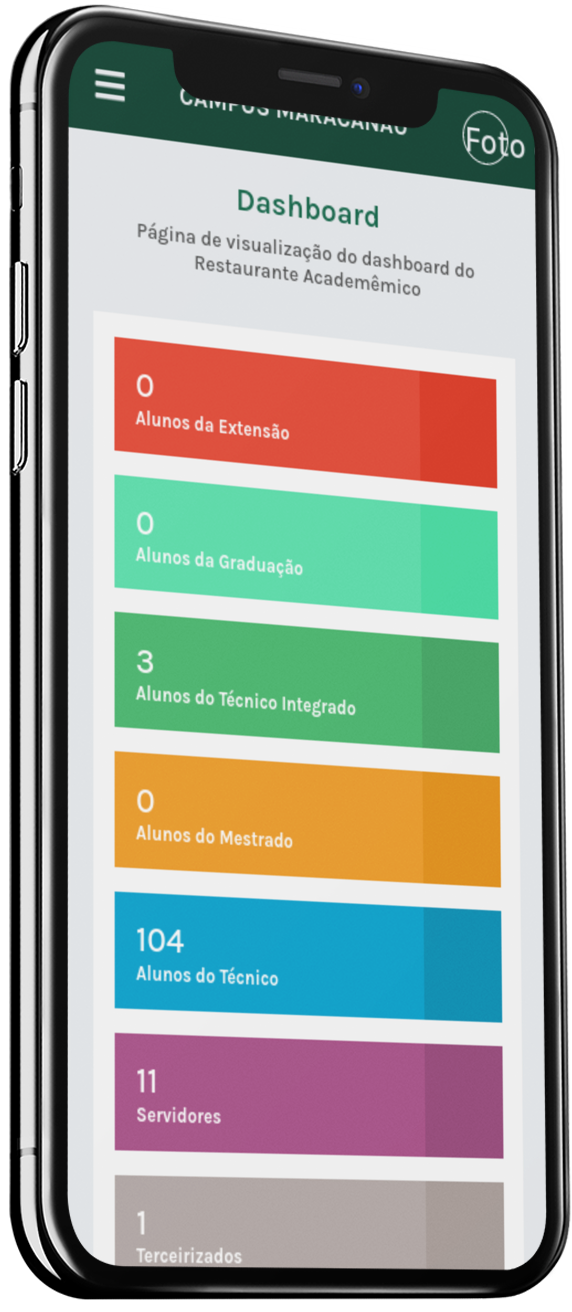 CAMPUS MARACANAÚ
Foto
Dashboard
Página de visualização do dashboard do
Restaurante Academêmico
0
Alunos da Extensão
0
Alunos da Graduação
3
Alunos do Técnico Integrado
0
Alunos do Mestrado
104
Alunos do Técnico
11
Servidores
1
Terceirizados